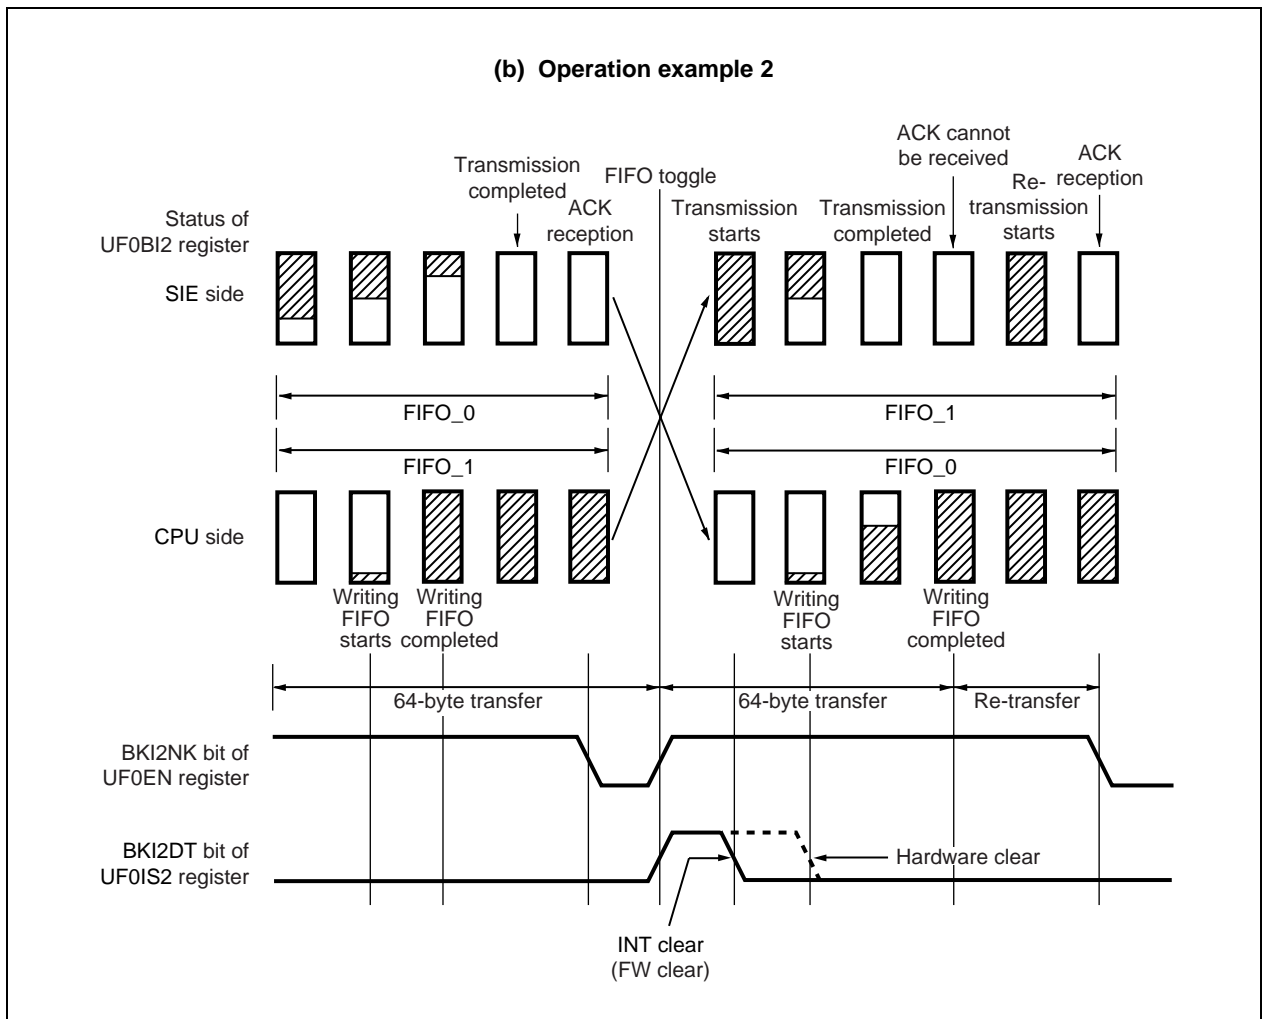 (b) Operation example 2
ACK cannot
be received
ACK
reception
Transmission
completed
FIFO toggle
Re-
transmission
starts
Status of
UF0BI2 register
ACK
reception
Transmission
starts
Transmission
completed
SIE side
FIFO_0
FIFO_1
FIFO_1
FIFO_0
CPU side
Writing
FIFO
starts
Writing
FIFO
completed
Writing
FIFO
starts
Writing
FIFO
completed
64-byte transfer
64-byte transfer
Re-transfer
BKI2NK bit of
UF0EN register
BKI2DT bit of
UF0IS2 register
Hardware clear
INT clear
(FW clear)